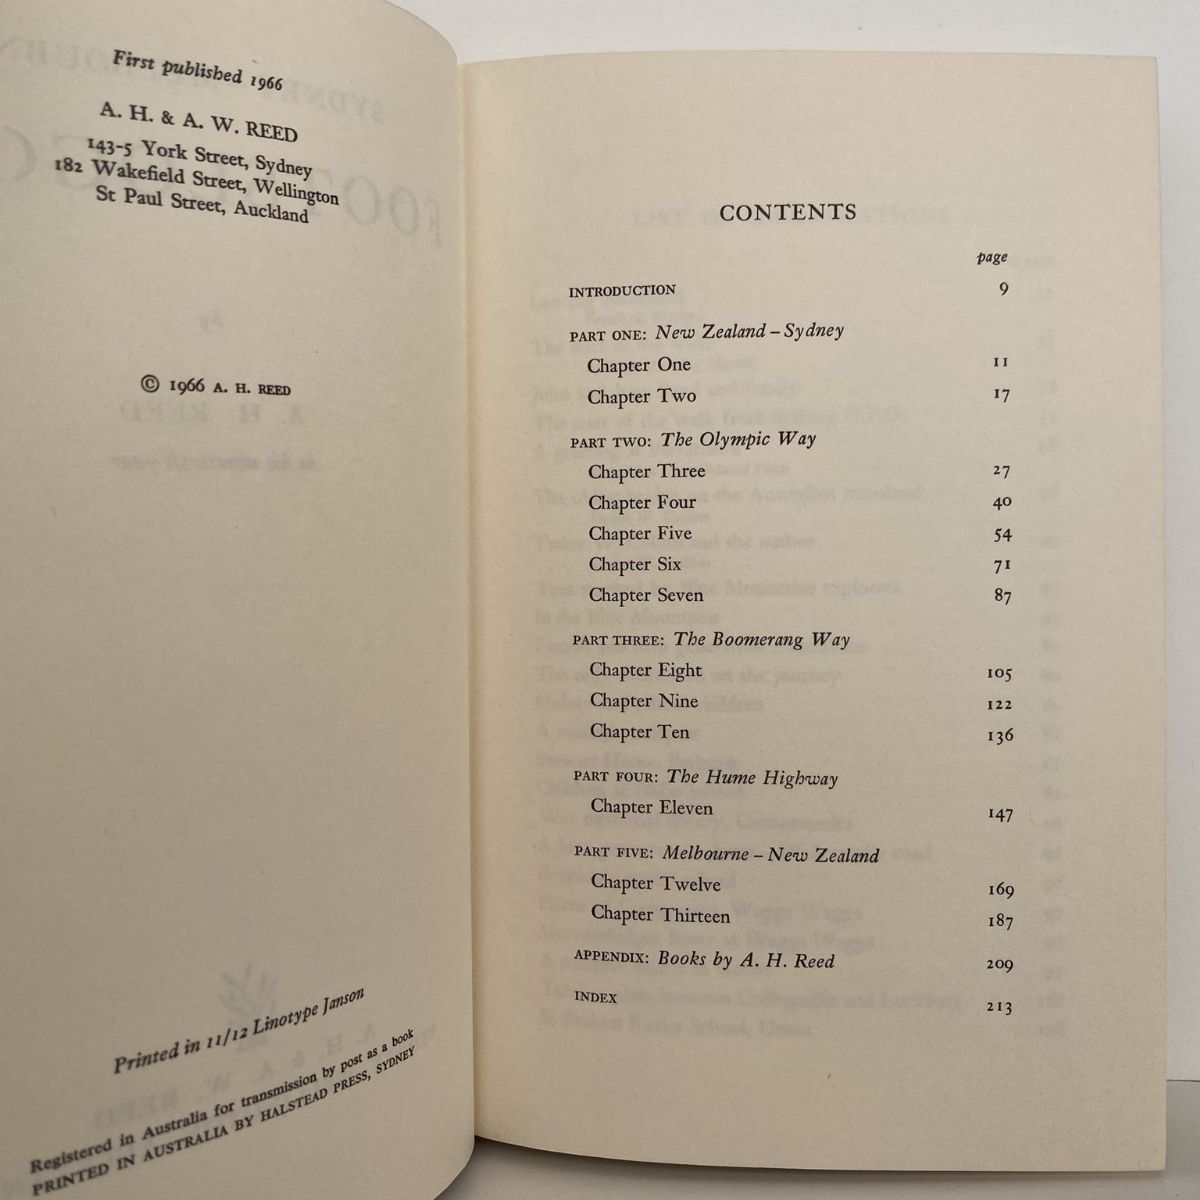 First published 1966
A. H. & A. W. REED
143-5 York Street, Sydney
182 Wakefield Street, Wellington
St Paul Street, Auckland
© 1966 A. H. REED
Printed in 11/12 Linotype Janson
Registered in Australia for transmission by post as a book
PRINTED IN AUSTRALIA BY HALSTEAD PRESS, SYDNEY
CONTENTS
page
INTRODUCTION 9
PART ONE: New Zealand – Sydney
Chapter One 11
Chapter Two 17
PART TWO: The Olympic Way
Chapter Three 27
Chapter Four 40
Chapter Five 54
Chapter Six 71
Chapter Seven 87
PART THREE: The Boomerang Way
Chapter Eight 105
Chapter Nine 122
Chapter Ten 136
PART FOUR: The Hume Highway
Chapter Eleven 147
PART FIVE: Melbourne – New Zealand
Chapter Twelve 169
Chapter Thirteen 187
APPENDIX: Books by A. H. Reed 209
INDEX 213